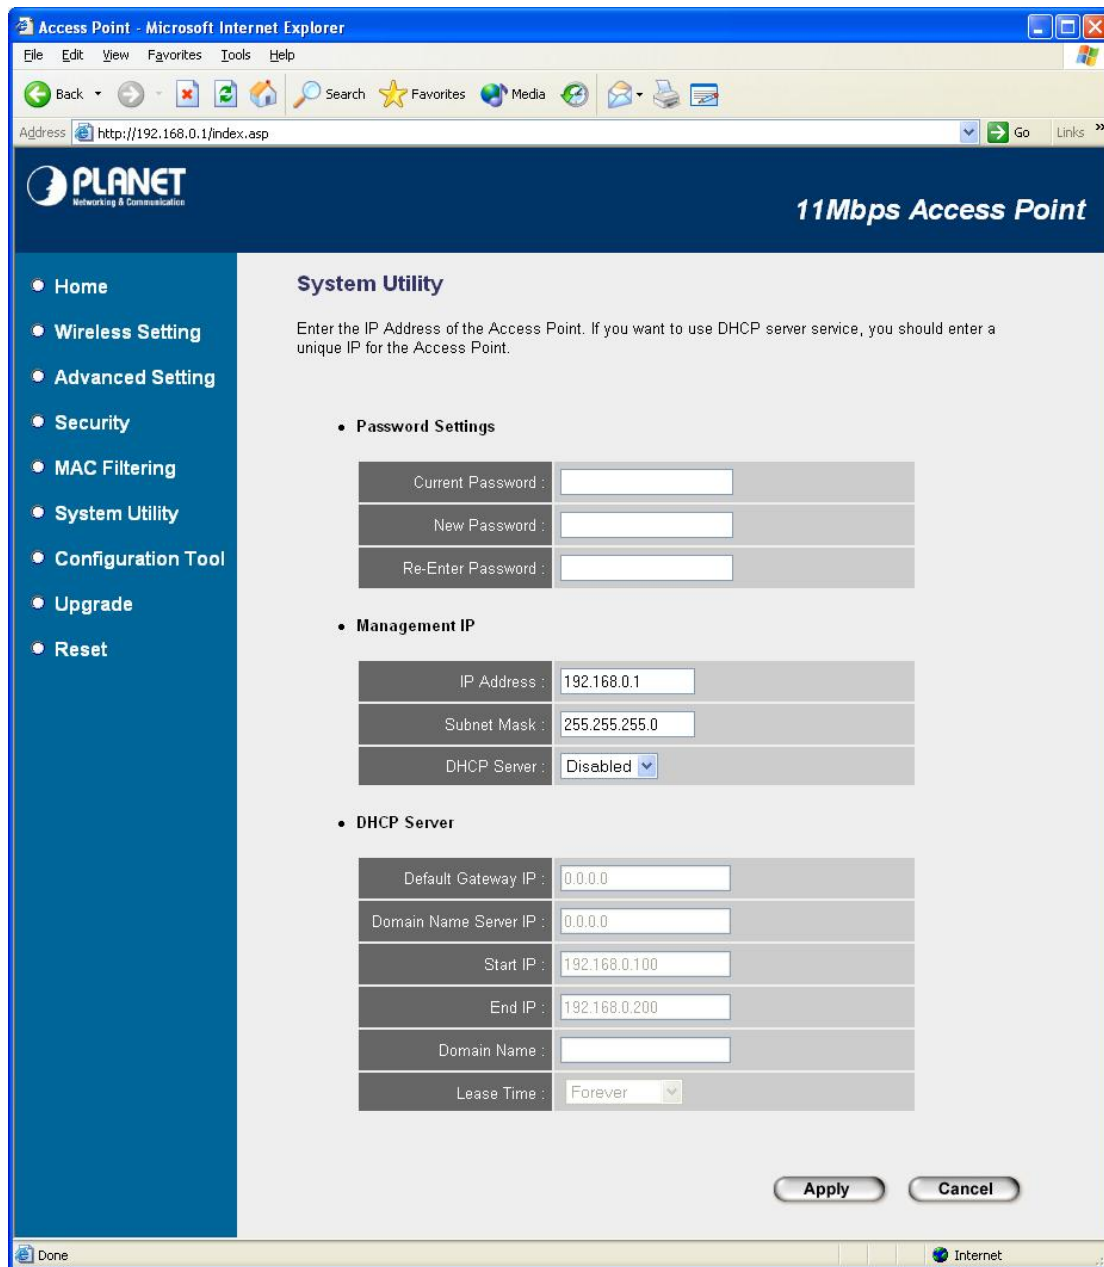 Access Point - Microsoft Internet Explorer
File Edit View Favorites Tools Help
Back Search Favorites Media
Address http://192.168.0.1/index.asp Go Links »
PLANET
Networking & Communication
11Mbps Access Point
Home
Wireless Setting
Advanced Setting
Security
MAC Filtering
System Utility
Configuration Tool
Upgrade
Reset
System Utility
Enter the IP Address of the Access Point. If you want to use DHCP server service, you should enter a
unique IP for the Access Point.
• Password Settings
Current Password :
New Password :
Re-Enter Password :
• Management IP
IP Address : 192.168.0.1
Subnet Mask : 255.255.255.0
DHCP Server : Disabled
• DHCP Server
Default Gateway IP : 0.0.0.0
Domain Name Server IP : 0.0.0.0
Start IP : 192.168.0.100
End IP : 192.168.0.200
Domain Name :
Lease Time : Forever
Apply Cancel
Done Internet